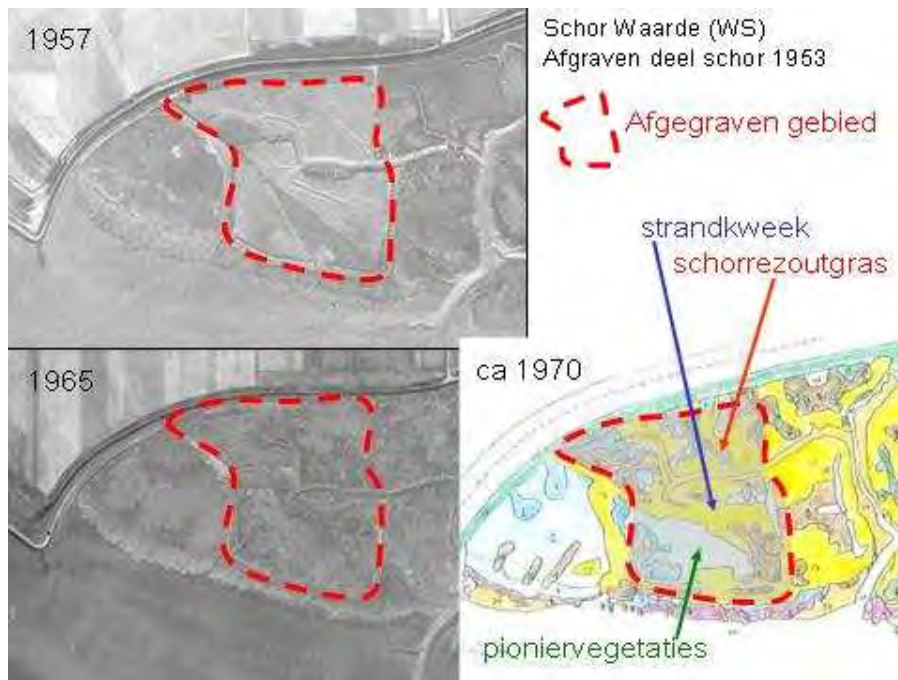 1957
Schor Waarde (WS)
Afgraven deel schor 1953
Afgegraven gebied
strandkweek
schorrezoutgras
1965
ca 1970
pioniervegetaties